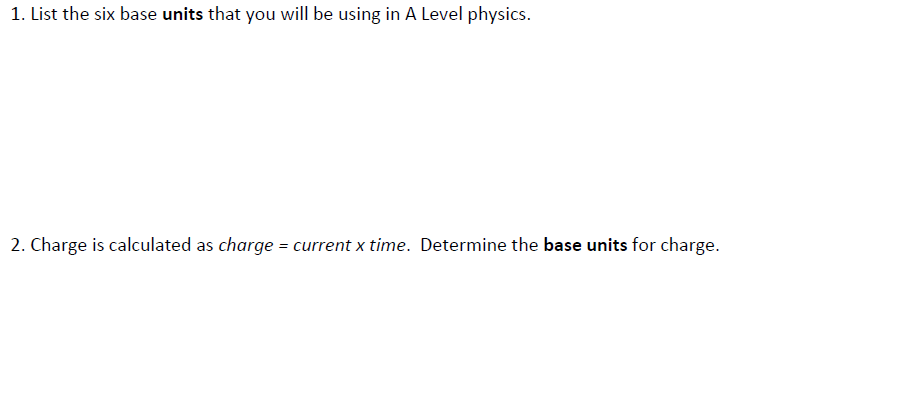 1. List the six base units that you will be using in A Level physics.
2. Charge is calculated as charge = current x time.  Determine the base units for charge.